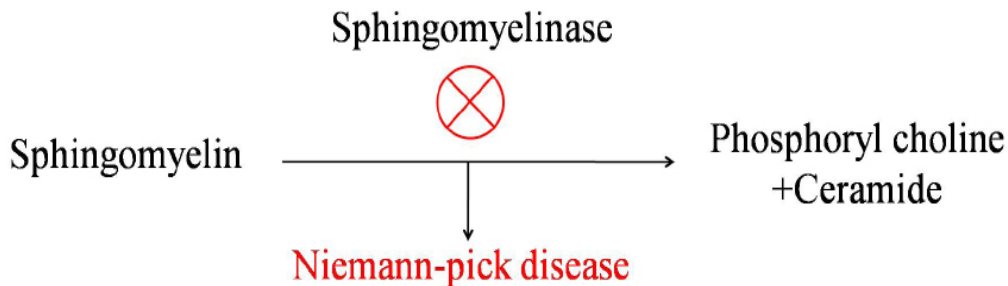 Sphingomyelinase
Sphingomyelin
Phosphoryl choline
+Ceramide
Niemann-pick disease